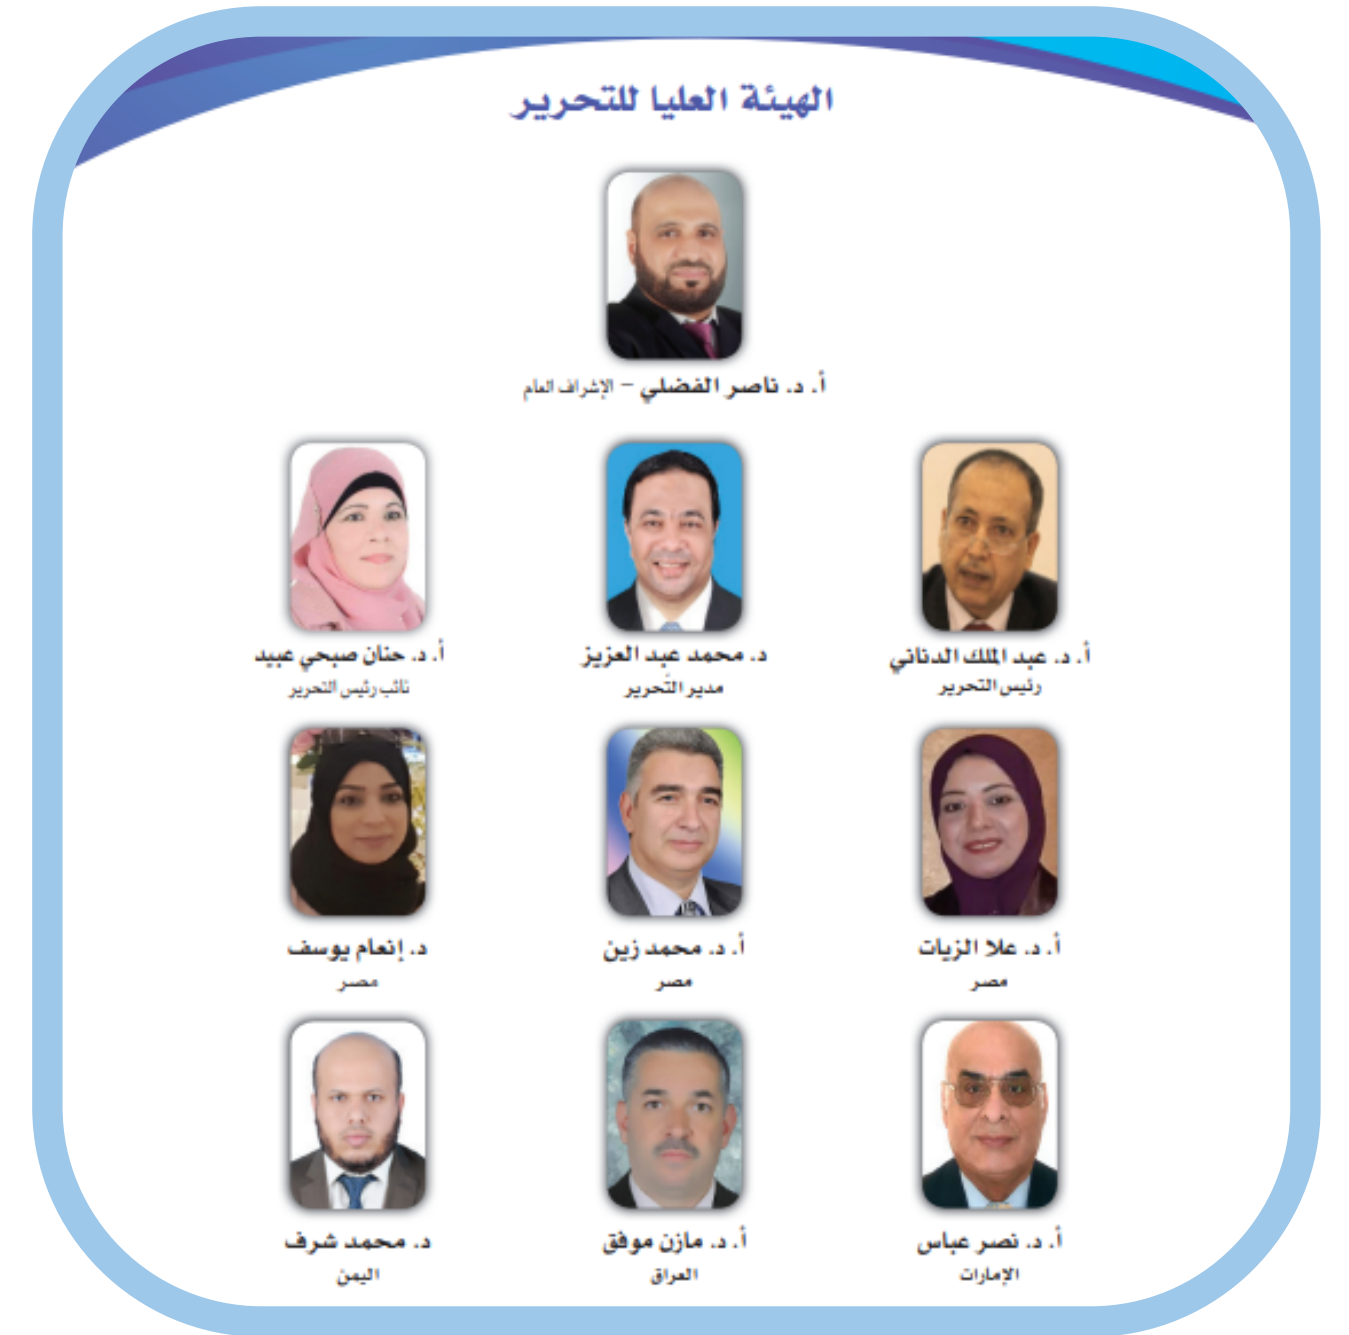 الهيئة العليا للتحرير
أ. د. ناصر الفضلي – الإشراف العام
أ. د. عبد الملك الدناني
رئيس التحرير
د. محمد عبد العزيز
مدير التَحرير
أ. د. حنان صبحي عبيد
نائب رئيس التحرير
أ. د. علا الزيات
مصر
أ. د. محمد زين
مصر
د. إنعام يوسف
مصر
أ. د. نصر عباس
الإمارات
أ. د. مازن موفق
العراق
د. محمد شرف
اليمن